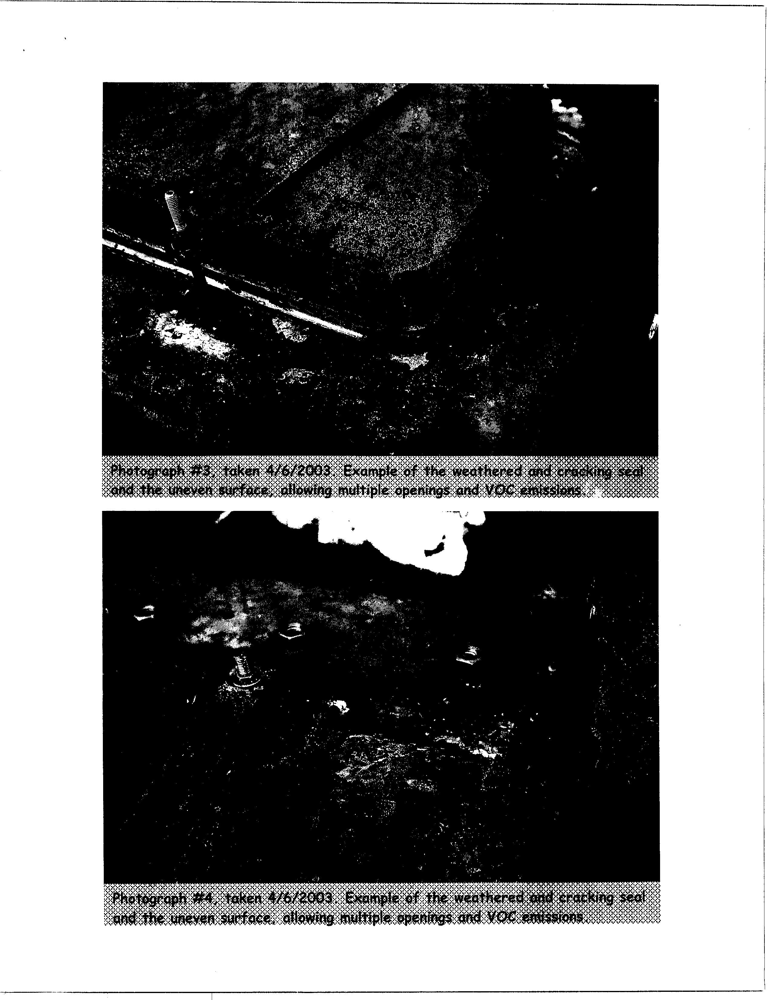 Photograph #3, taken 4/6/2003. Example of the weathered and cracking seal
and the uneven surface, allowing multiple openings and VOC emissions.
Photograph #4, taken 4/6/2003. Example of the weathered and cracking seal
and the uneven surface, allowing multiple openings and VOC emissions.